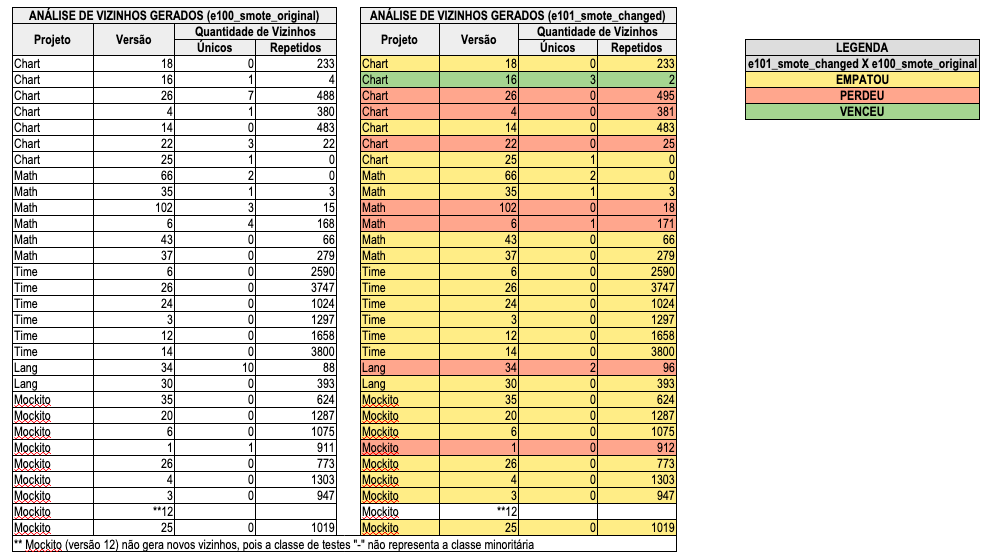 ANÁLISE DE VIZINHOS GERADOS (e100_smote_original)
Projeto Versão Quantidade de Vizinhos
Únicos Repetidos
Chart 18 0 233
Chart 16 1 4
Chart 26 7 488
Chart 4 1 380
Chart 14 0 483
Chart 22 3 22
Chart 25 1 0
Math 66 2 0
Math 35 1 3
Math 102 3 15
Math 6 4 168
Math 43 0 66
Math 37 0 279
Time 6 0 2590
Time 26 0 3747
Time 24 0 1024
Time 3 0 1297
Time 12 0 1658
Time 14 0 3800
Lang 34 10 88
Lang 30 0 393
Mockito 35 0 624
Mockito 20 0 1287
Mockito 6 0 1075
Mockito 1 1 911
Mockito 26 0 773
Mockito 4 0 1303
Mockito 3 0 947
Mockito **12
Mockito 25 0 1019
** Mockito (versão 12) não gera novos vizinhos, pois a classe de testes "-" não representa a classe minoritária
ANÁLISE DE VIZINHOS GERADOS (e101_smote_changed)
Projeto Versão Quantidade de Vizinhos
Únicos Repetidos
Chart 18 0 233
Chart 16 3 2
Chart 26 0 495
Chart 4 0 381
Chart 14 0 483
Chart 22 0 25
Chart 25 1 0
Math 66 2 0
Math 35 1 3
Math 102 0 18
Math 6 1 171
Math 43 0 66
Math 37 0 279
Time 6 0 2590
Time 26 0 3747
Time 24 0 1024
Time 3 0 1297
Time 12 0 1658
Time 14 0 3800
Lang 34 2 96
Lang 30 0 393
Mockito 35 0 624
Mockito 20 0 1287
Mockito 6 0 1075
Mockito 1 0 912
Mockito 26 0 773
Mockito 4 0 1303
Mockito 3 0 947
Mockito **12
Mockito 25 0 1019
LEGENDA
e101_smote_changed X e100_smote_original
EMPATOU
PERDEU
VENCEU